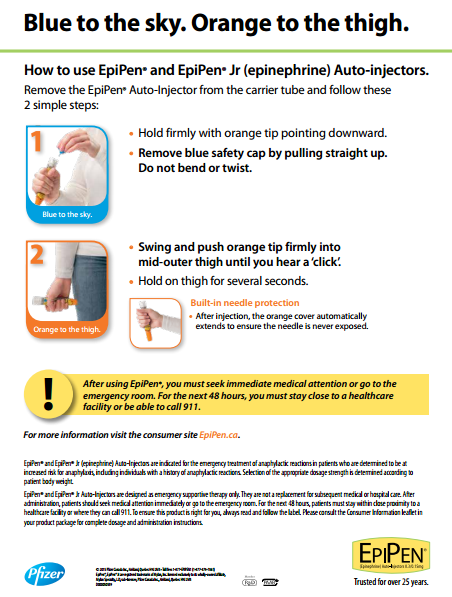 Blue to the sky. Orange to the thigh.
How to use EpiPen® and EpiPen® Jr (epinephrine) Auto-injectors.
Remove the EpiPen® Auto-Injector from the carrier tube and follow these
2 simple steps:
1
• Hold firmly with orange tip pointing downward.
• Remove blue safety cap by pulling straight up.
Do not bend or twist.
Blue to the sky.
2
• Swing and push orange tip firmly into
mid-outer thigh until you hear a 'click'.
• Hold on thigh for several seconds.
Orange to the thigh.
Built-in needle protection
• After injection, the orange cover automatically
extends to ensure the needle is never exposed.
!
After using EpiPen®, you must seek immediate medical attention or go to the
emergency room. For the next 48 hours, you must stay close to a healthcare
facility or be able to call 911.
For more information visit the consumer site EpiPen.ca.
EpiPen® and EpiPen® Jr (epinephrine) Auto-Injectors are indicated for the emergency treatment of anaphylactic reactions in patients who are determined to be at
increased risk for anaphylaxis, including individuals with a history of anaphylactic reactions. Selection of the appropriate dosage strength is determined according to
patient body weight.
EpiPen® and EpiPen® Jr Auto-Injectors are designed as emergency supportive therapy only. They are not a replacement for subsequent medical or hospital care. After
administration, patients should seek medical attention immediately or go to the emergency room. For the next 48 hours, patients must stay within close proximity to a
healthcare facility or where they can call 911. To ensure this product is right for you, always read and follow the label. Please consult the Consumer Information leaflet in
your product package for complete dosage and administration instructions.
Pfizer
EPIPEN®
Trusted for over 25 years.